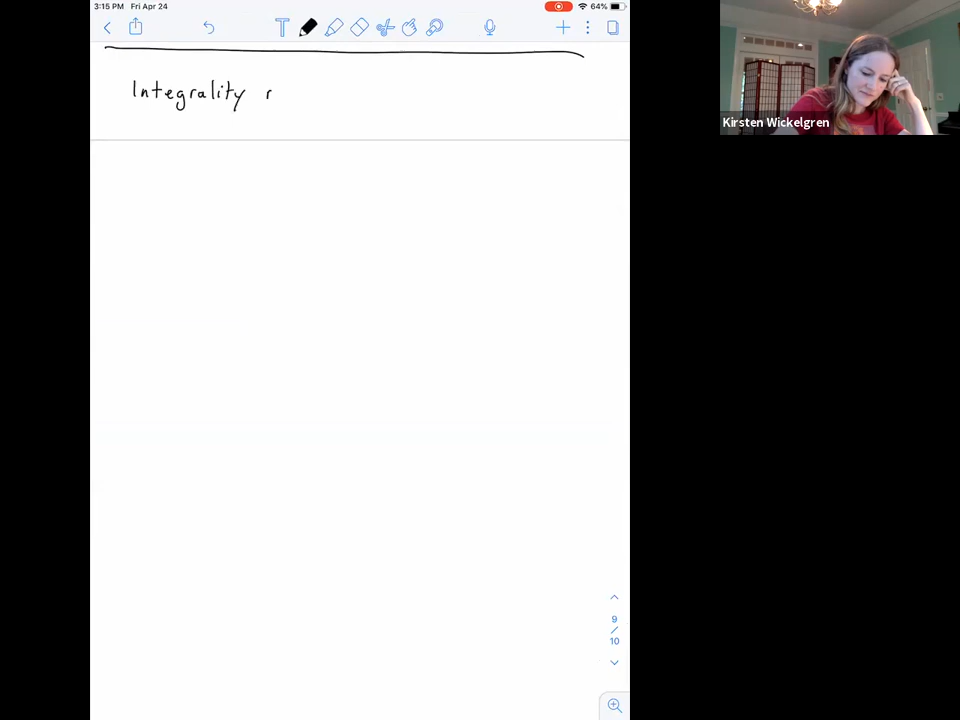 3:15 PM Fri Apr 24
64%
Integrality r
Kirsten Wickelgren
9
/
10